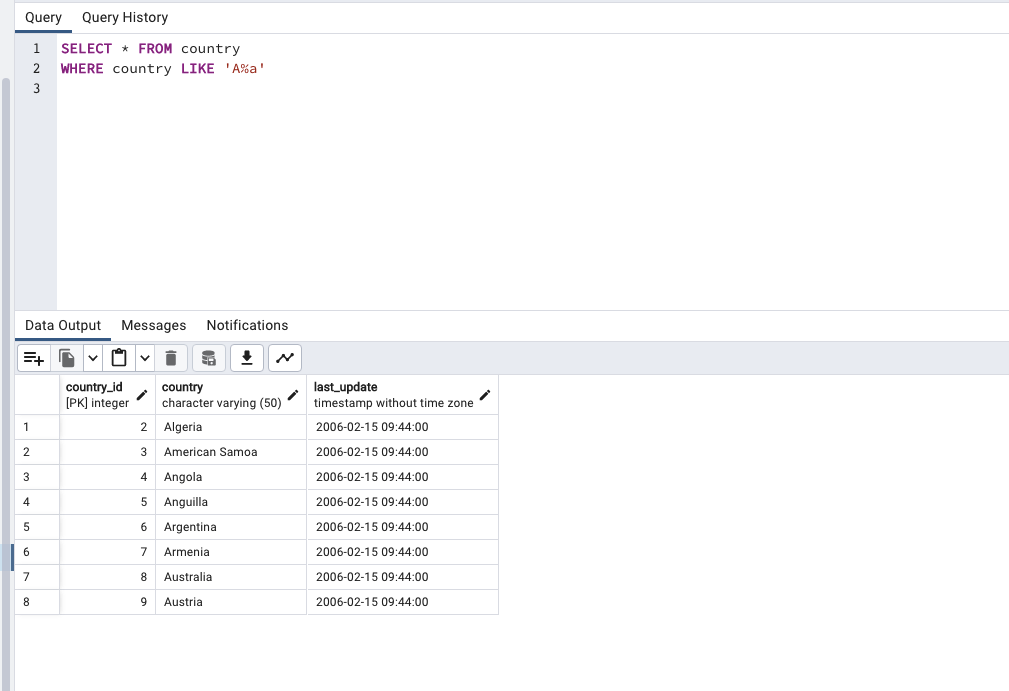 Query Query History
1 SELECT * FROM country
2 WHERE country LIKE 'A%a'
3
Data Output Messages Notifications
country_id country last_update
[PK] integer character varying (50) timestamp without time zone
1 2 Algeria 2006-02-15 09:44:00
2 3 American Samoa 2006-02-15 09:44:00
3 4 Angola 2006-02-15 09:44:00
4 5 Anguilla 2006-02-15 09:44:00
5 6 Argentina 2006-02-15 09:44:00
6 7 Armenia 2006-02-15 09:44:00
7 8 Australia 2006-02-15 09:44:00
8 9 Austria 2006-02-15 09:44:00